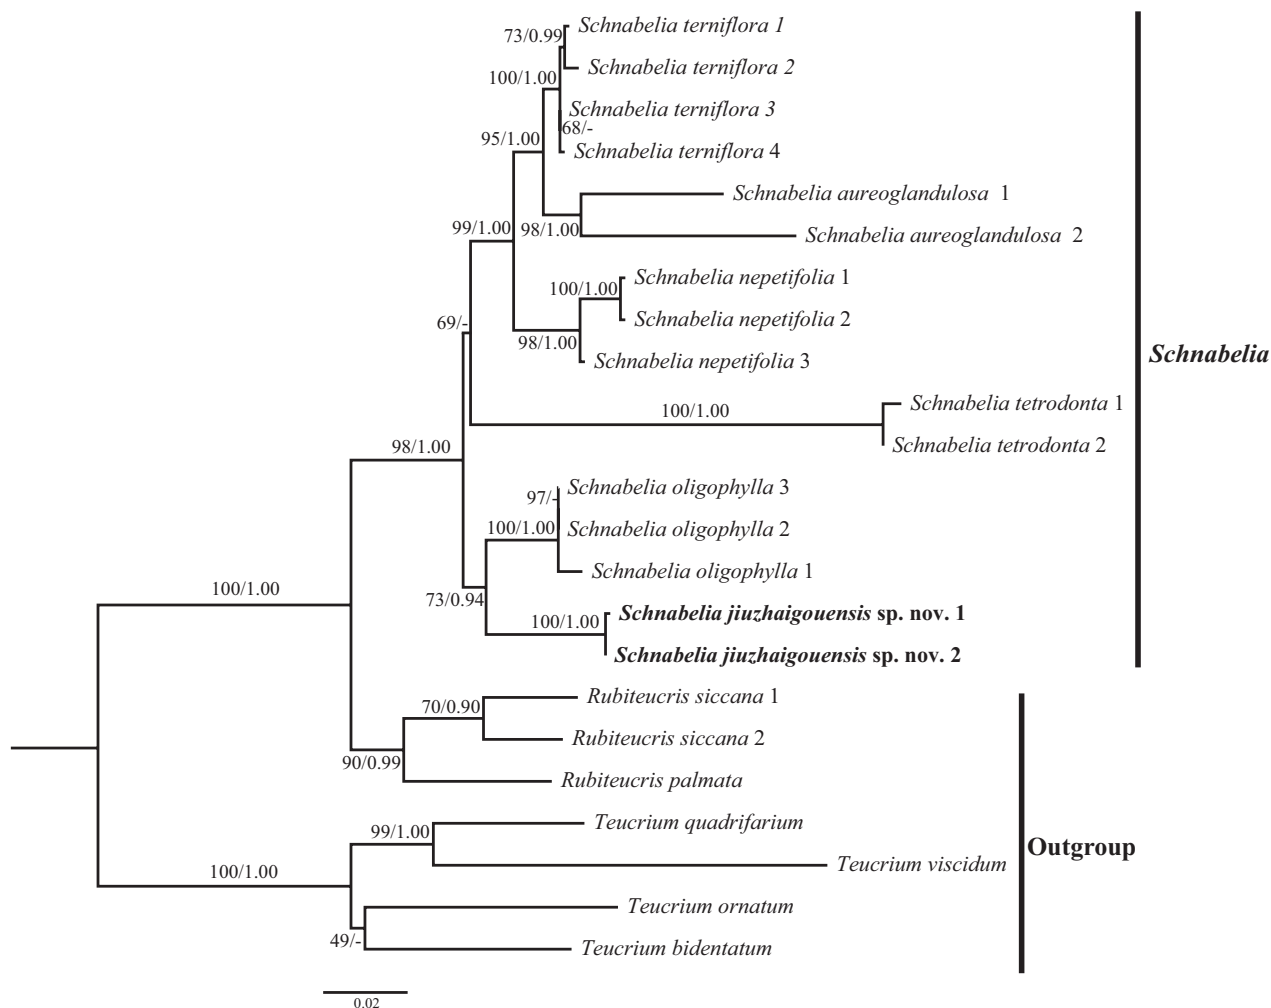 Schnabelia terniflora 1
73/0.99
Schnabelia terniflora 2
100/1.00
Schnabelia terniflora 3
68/-
95/1.00
Schnabelia terniflora 4
Schnabelia aureoglandulosa 1
99/1.00
98/1.00
Schnabelia aureoglandulosa 2
Schnabelia nepetifolia 1
100/1.00
Schnabelia nepetifolia 2
69/-
98/1.00
Schnabelia nepetifolia 3
Schnabelia
Schnabelia tetrodonta 1
100/1.00
Schnabelia tetrodonta 2
98/1.00
Schnabelia oligophylla 3
97/-
Schnabelia oligophylla 2
100/1.00
Schnabelia oligophylla 1
100/1.00
73/0.94
Schnabelia jiuzhaigouensis sp. nov. 1
100/1.00
Schnabelia jiuzhaigouensis sp. nov. 2
Rubiteucris siccana 1
70/0.90
Rubiteucris siccana 2
90/0.99
Rubiteucris palmata
Teucrium quadrifarium
99/1.00
Outgroup
Teucrium viscidum
100/1.00
Teucrium ornatum
49/-
Teucrium bidentatum
0.02